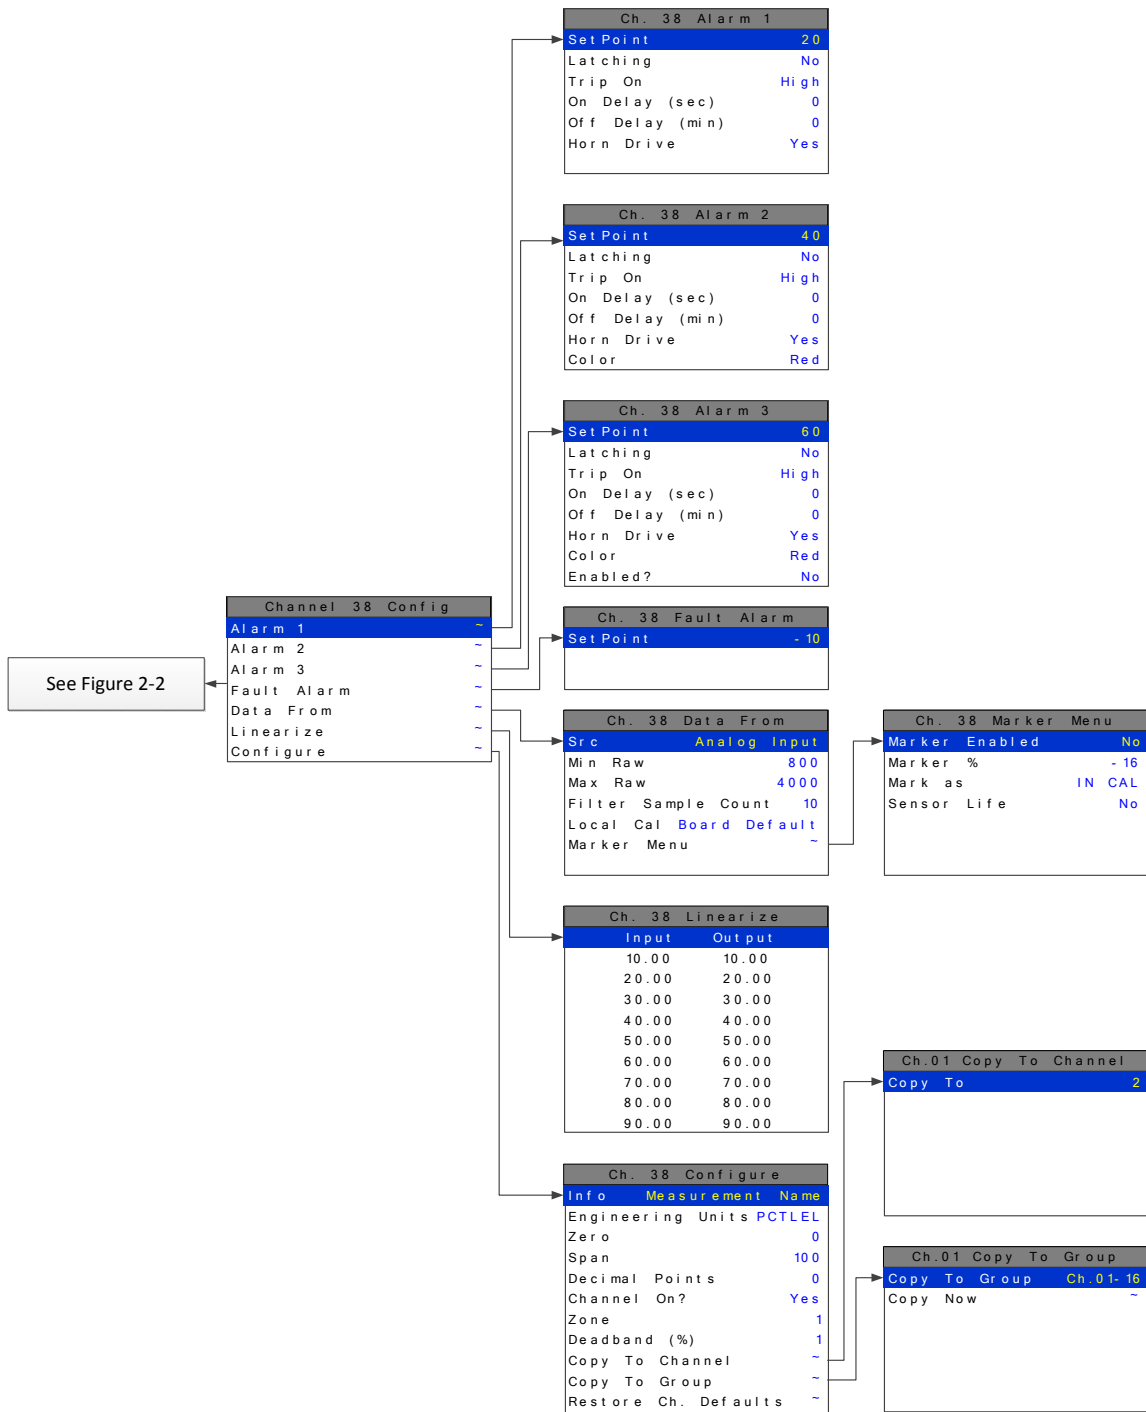 Ch. 38 Alarm 1
SetPoint 20
Latching No
Trip On High
On Delay (sec) 0
Off Delay (min) 0
Horn Drive Yes
Ch. 38 Alarm 2
SetPoint 40
Latching No
Trip On High
On Delay (sec) 0
Off Delay (min) 0
Horn Drive Yes
Color Red
Ch. 38 Alarm 3
SetPoint 60
Latching No
Trip On High
On Delay (sec) 0
Off Delay (min) 0
Horn Drive Yes
Color Red
Enabled? No
See Figure 2-2
Channel 38 Config
Alarm 1 ~
Alarm 2 ~
Alarm 3 ~
Fault Alarm ~
Data From ~
Linearize ~
Configure ~
Ch. 38 Fault Alarm
SetPoint -10
Ch. 38 Data From
Src Analog Input
Min Raw 800
Max Raw 4000
Filter Sample Count 10
Local Cal Board Default
Marker Menu ~
Ch. 38 Marker Menu
Marker Enabled No
Marker % -16
Mark as IN CAL
Sensor Life No
Ch. 38 Linearize
Input Output
10.00 10.00
20.00 20.00
30.00 30.00
40.00 40.00
50.00 50.00
60.00 60.00
70.00 70.00
80.00 80.00
90.00 90.00
Ch. 38 Configure
Info Measurement Name
Engineering Units PCTLEL
Zero 0
Span 100
Decimal Points 0
Channel On? Yes
Zone 1
Deadband (%) 1
Copy To Channel ~
Copy To Group ~
Restore Ch. Defaults ~
Ch.01 Copy To Channel
Copy To 2
Ch.01 Copy To Group
Copy To Group Ch.01-16
Copy Now ~